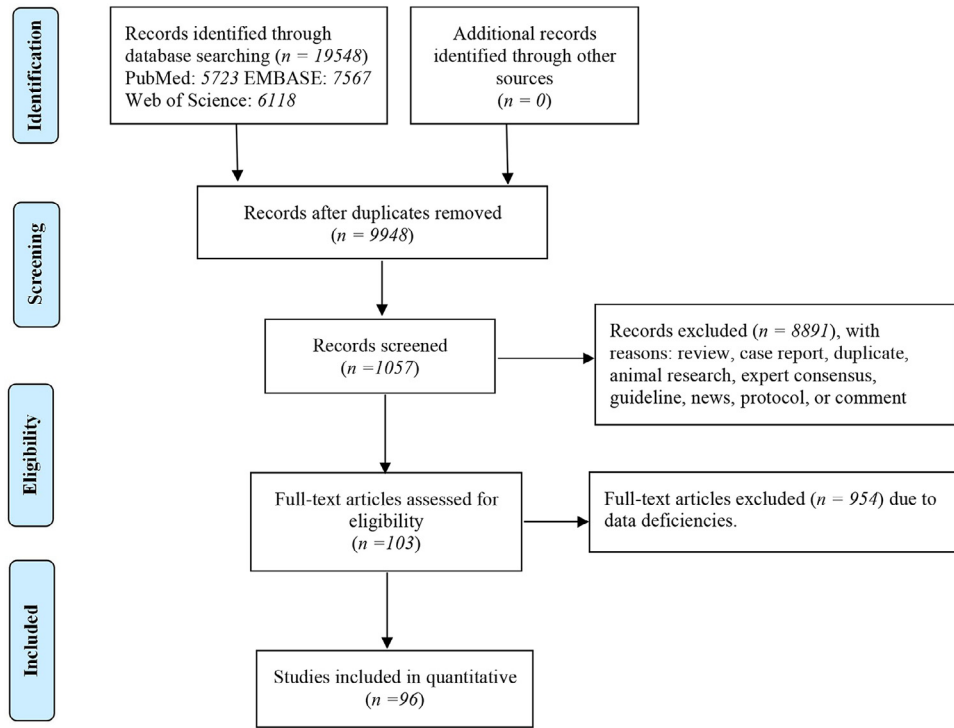 Identification
Records identified through
database searching (n = 19548)
PubMed: 5723 EMBASE: 7567
Web of Science: 6118
Additional records
identified through other
sources
(n = 0)
Screening
Records after duplicates removed
(n = 9948)
Records screened
(n =1057)
Records excluded (n = 8891), with
reasons: review, case report, duplicate,
animal research, expert consensus,
guideline, news, protocol, or comment
Eligibility
Full-text articles assessed for
eligibility
(n =103)
Full-text articles excluded (n = 954) due to
data deficiencies.
Included
Studies included in quantitative
(n =96)